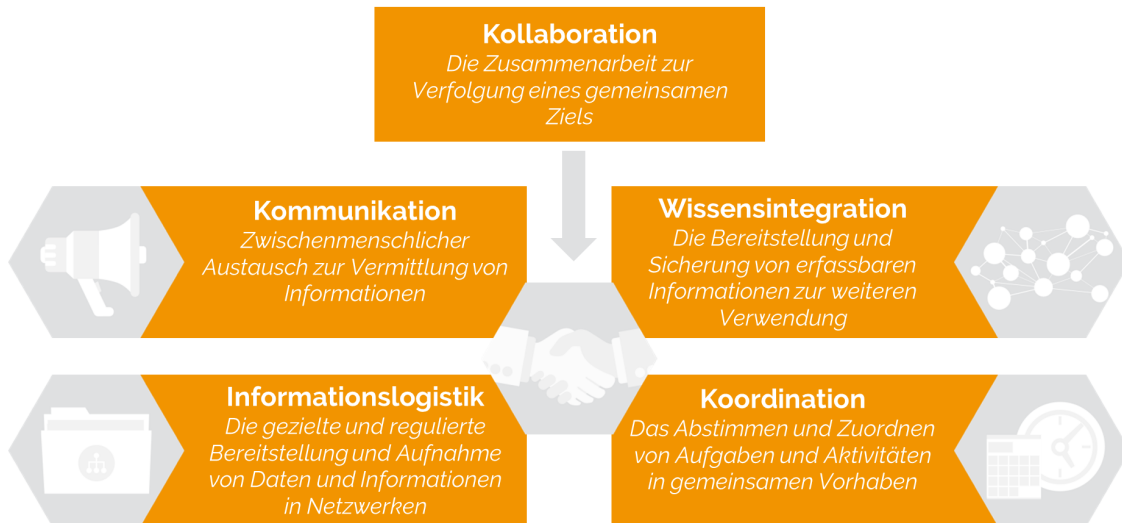 Kollaboration
Die Zusammenarbeit zur
Verfolgung eines gemeinsamen
Ziels
Kommunikation
Zwischenmenschlicher
Austausch zur Vermittlung von
Informationen
Wissensintegration
Die Bereitstellung und
Sicherung von erfassbaren
Informationen zur weiteren
Verwendung
Informationslogistik
Die gezielte und regulierte
Bereitstellung und Aufnahme
von Daten und Informationen
in Netzwerken
Koordination
Das Abstimmen und Zuordnen
von Aufgaben und Aktivitäten
in gemeinsamen Vorhaben